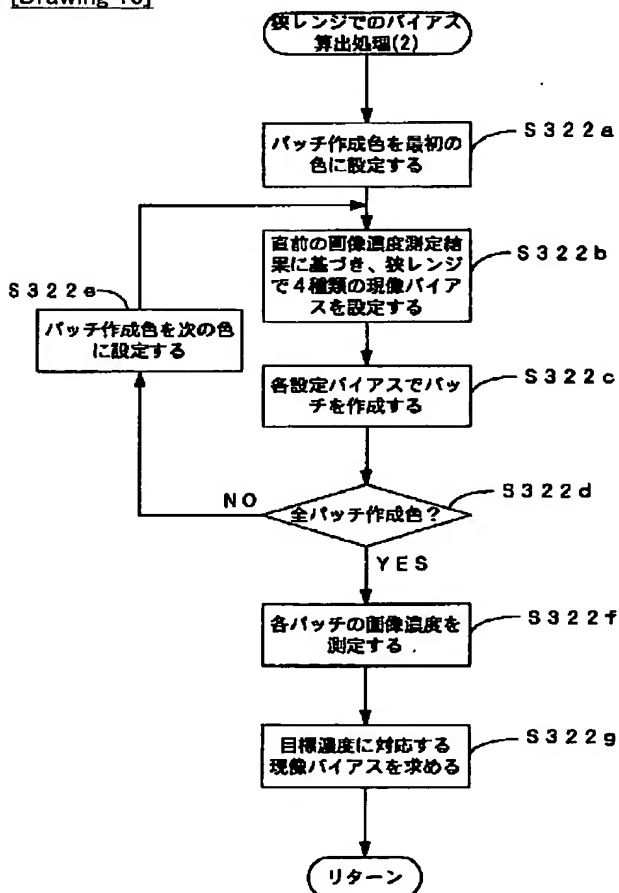 狭レンジでのバイアス
算出処理(2)
S322a
パッチ作成色を最初の
色に設定する
直前の画像濃度測定結
果に基づき、狭レンジ
で4種類の現像バイア
スを設定する
S322b
S322e
パッチ作成色を次の色
に設定する
各設定バイアスでパッ
チを作成する
S322c
NO
全パッチ作成色?
S322d
YES
各パッチの画像濃度を
測定する
S322f
目標濃度に対応する
現像バイアスを求める
S322g
リターン